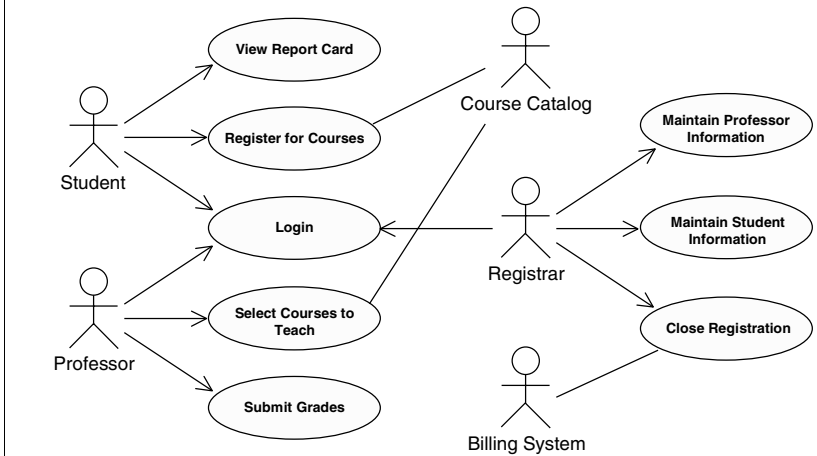 View Report Card
Course Catalog
Student
Register for Courses
Maintain Professor
Information
Login
Registrar
Maintain Student
Information
Professor
Select Courses to
Teach
Close Registration
Submit Grades
Billing System